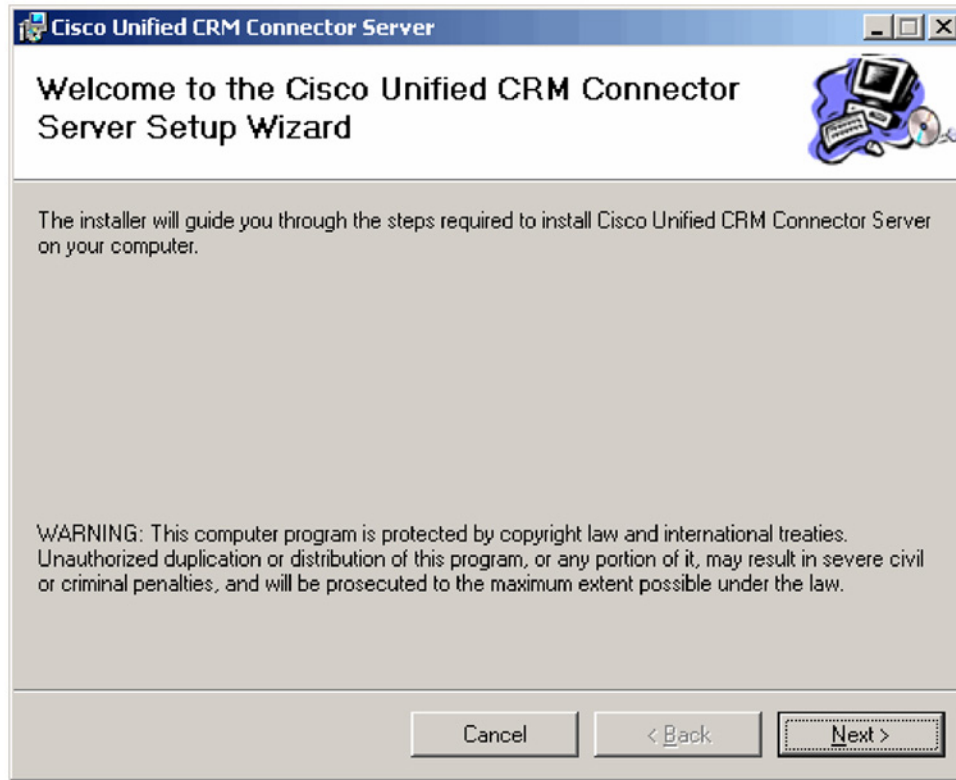 Cisco Unified CRM Connector Server
Welcome to the Cisco Unified CRM Connector
Server Setup Wizard
The installer will guide you through the steps required to install Cisco Unified CRM Connector Server
on your computer.
WARNING: This computer program is protected by copyright law and international treaties.
Unauthorized duplication or distribution of this program, or any portion of it, may result in severe civil
or criminal penalties, and will be prosecuted to the maximum extent possible under the law.
Cancel
< Back
Next >